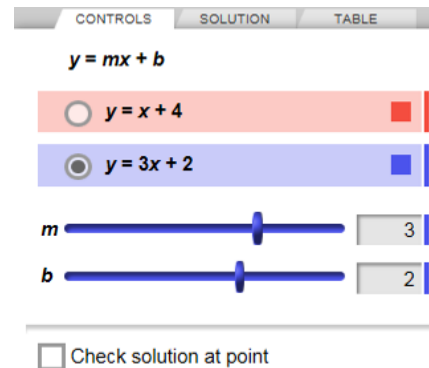 CONTROLS SOLUTION TABLE
y = mx + b
y = x + 4
y = 3x + 2
m 3
b 2
Check solution at point